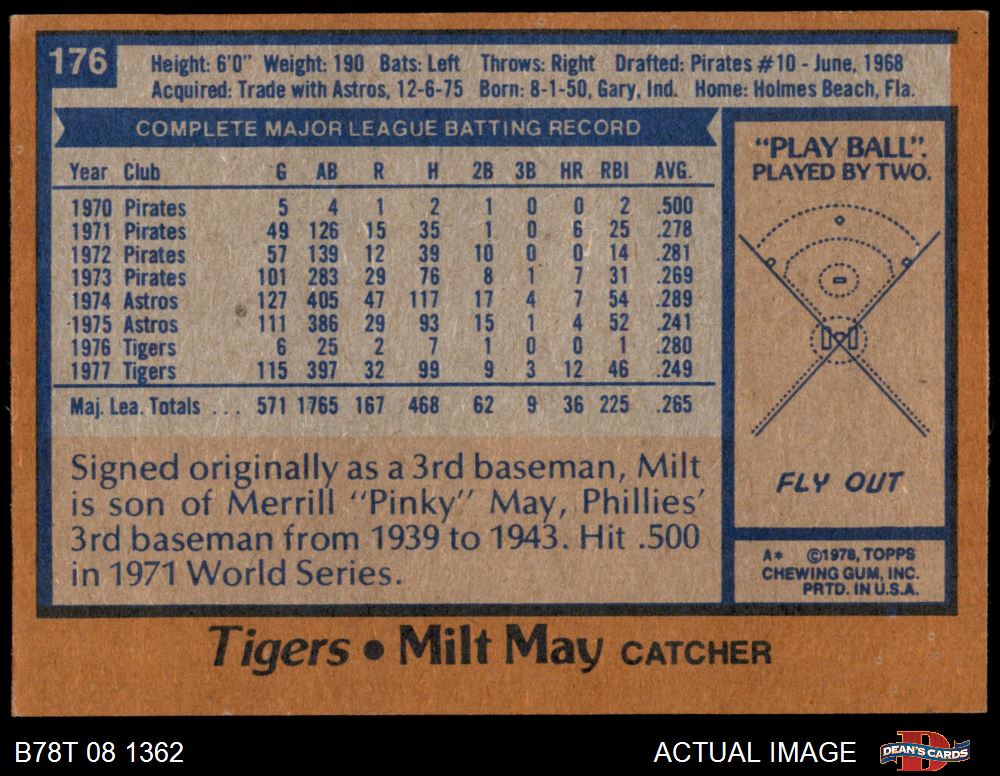 176
Height: 6'0" Weight: 190 Bats: Left Throws: Right Drafted: Pirates #10 - June, 1968
Acquired: Trade with Astros, 12-6-75 Born: 8-1-50, Gary, Ind. Home: Holmes Beach, Fla.
COMPLETE MAJOR LEAGUE BATTING RECORD
Year Club G AB R H 2B 3B HR RBI AVG.
1970 Pirates 5 4 1 2 1 0 0 2 .500
1971 Pirates 49 126 15 35 1 0 6 25 .278
1972 Pirates 57 139 12 39 10 0 0 14 .281
1973 Pirates 101 283 29 76 8 1 7 31 .269
1974 Astros 127 405 47 117 17 4 7 54 .289
1975 Astros 111 386 29 93 15 1 4 52 .241
1976 Tigers 6 25 2 7 1 0 0 1 .280
1977 Tigers 115 397 32 99 9 3 12 46 .249
Maj. Lea. Totals ... 571 1765 167 468 62 9 36 225 .265
Signed originally as a 3rd baseman, Milt
is son of Merrill "Pinky" May, Phillies'
3rd baseman from 1939 to 1943. Hit .500
in 1971 World Series.
"PLAY BALL".
PLAYED BY TWO.
FLY OUT
A* ©1978, TOPPS
CHEWING GUM, INC.
PRTD. IN U.S.A.
Tigers • Milt May CATCHER
B78T 08 1362
ACTUAL IMAGE
DEAN'S CARDS